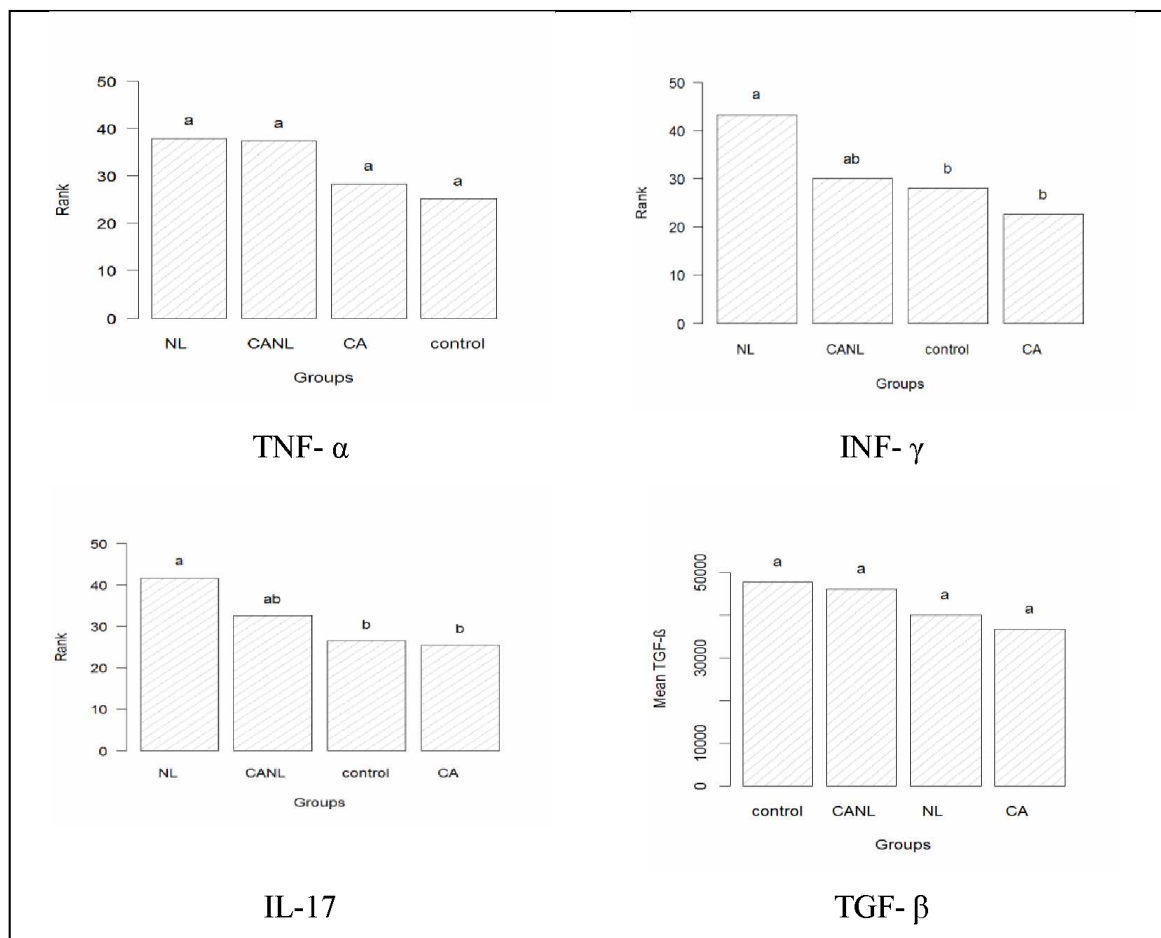 50
40
30
20
10
0
Rank
a
a
a
a
NL
CANL
CA
control
Groups
TNF- α
50
40
30
20
10
0
Rank
a
ab
b
b
NL
CANL
control
CA
Groups
INF- γ
50
40
30
20
10
0
Rank
a
ab
b
b
NL
CANL
control
CA
Groups
IL-17
50000
30000
10000
0
Mean TGF-ß
a
a
a
a
control
CANL
NL
CA
Groups
TGF- β